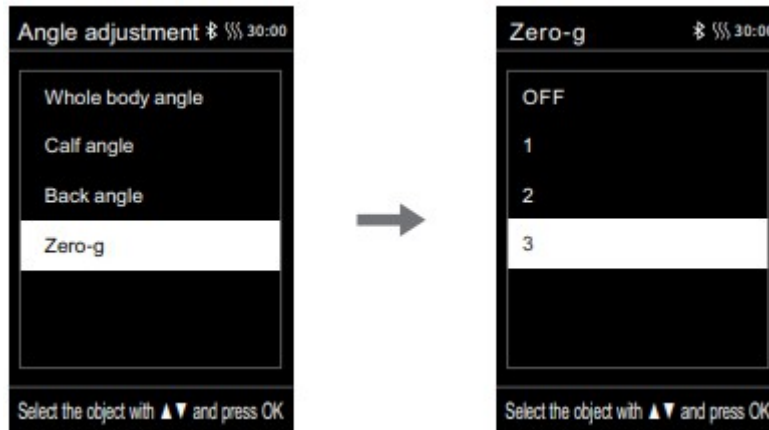 Angle adjustment 30:00
Whole body angle
Calf angle
Back angle
Zero-g
Select the object with ▲▼ and press OK
Zero-g 30:00
OFF
1
2
3
Select the object with ▲▼ and press OK